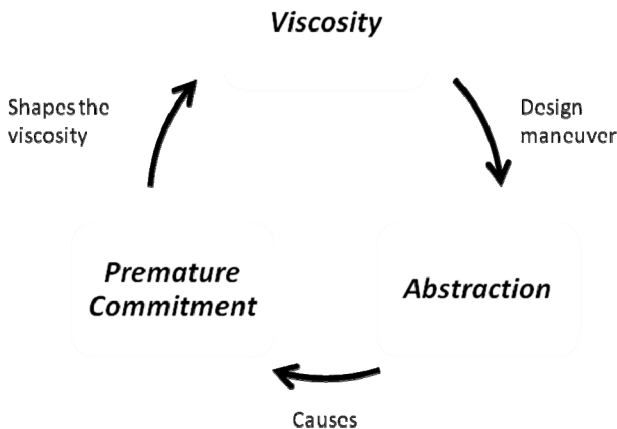 Viscosity
Shapes the
viscosity
Design
maneuver
Premature
Commitment
Abstraction
Causes